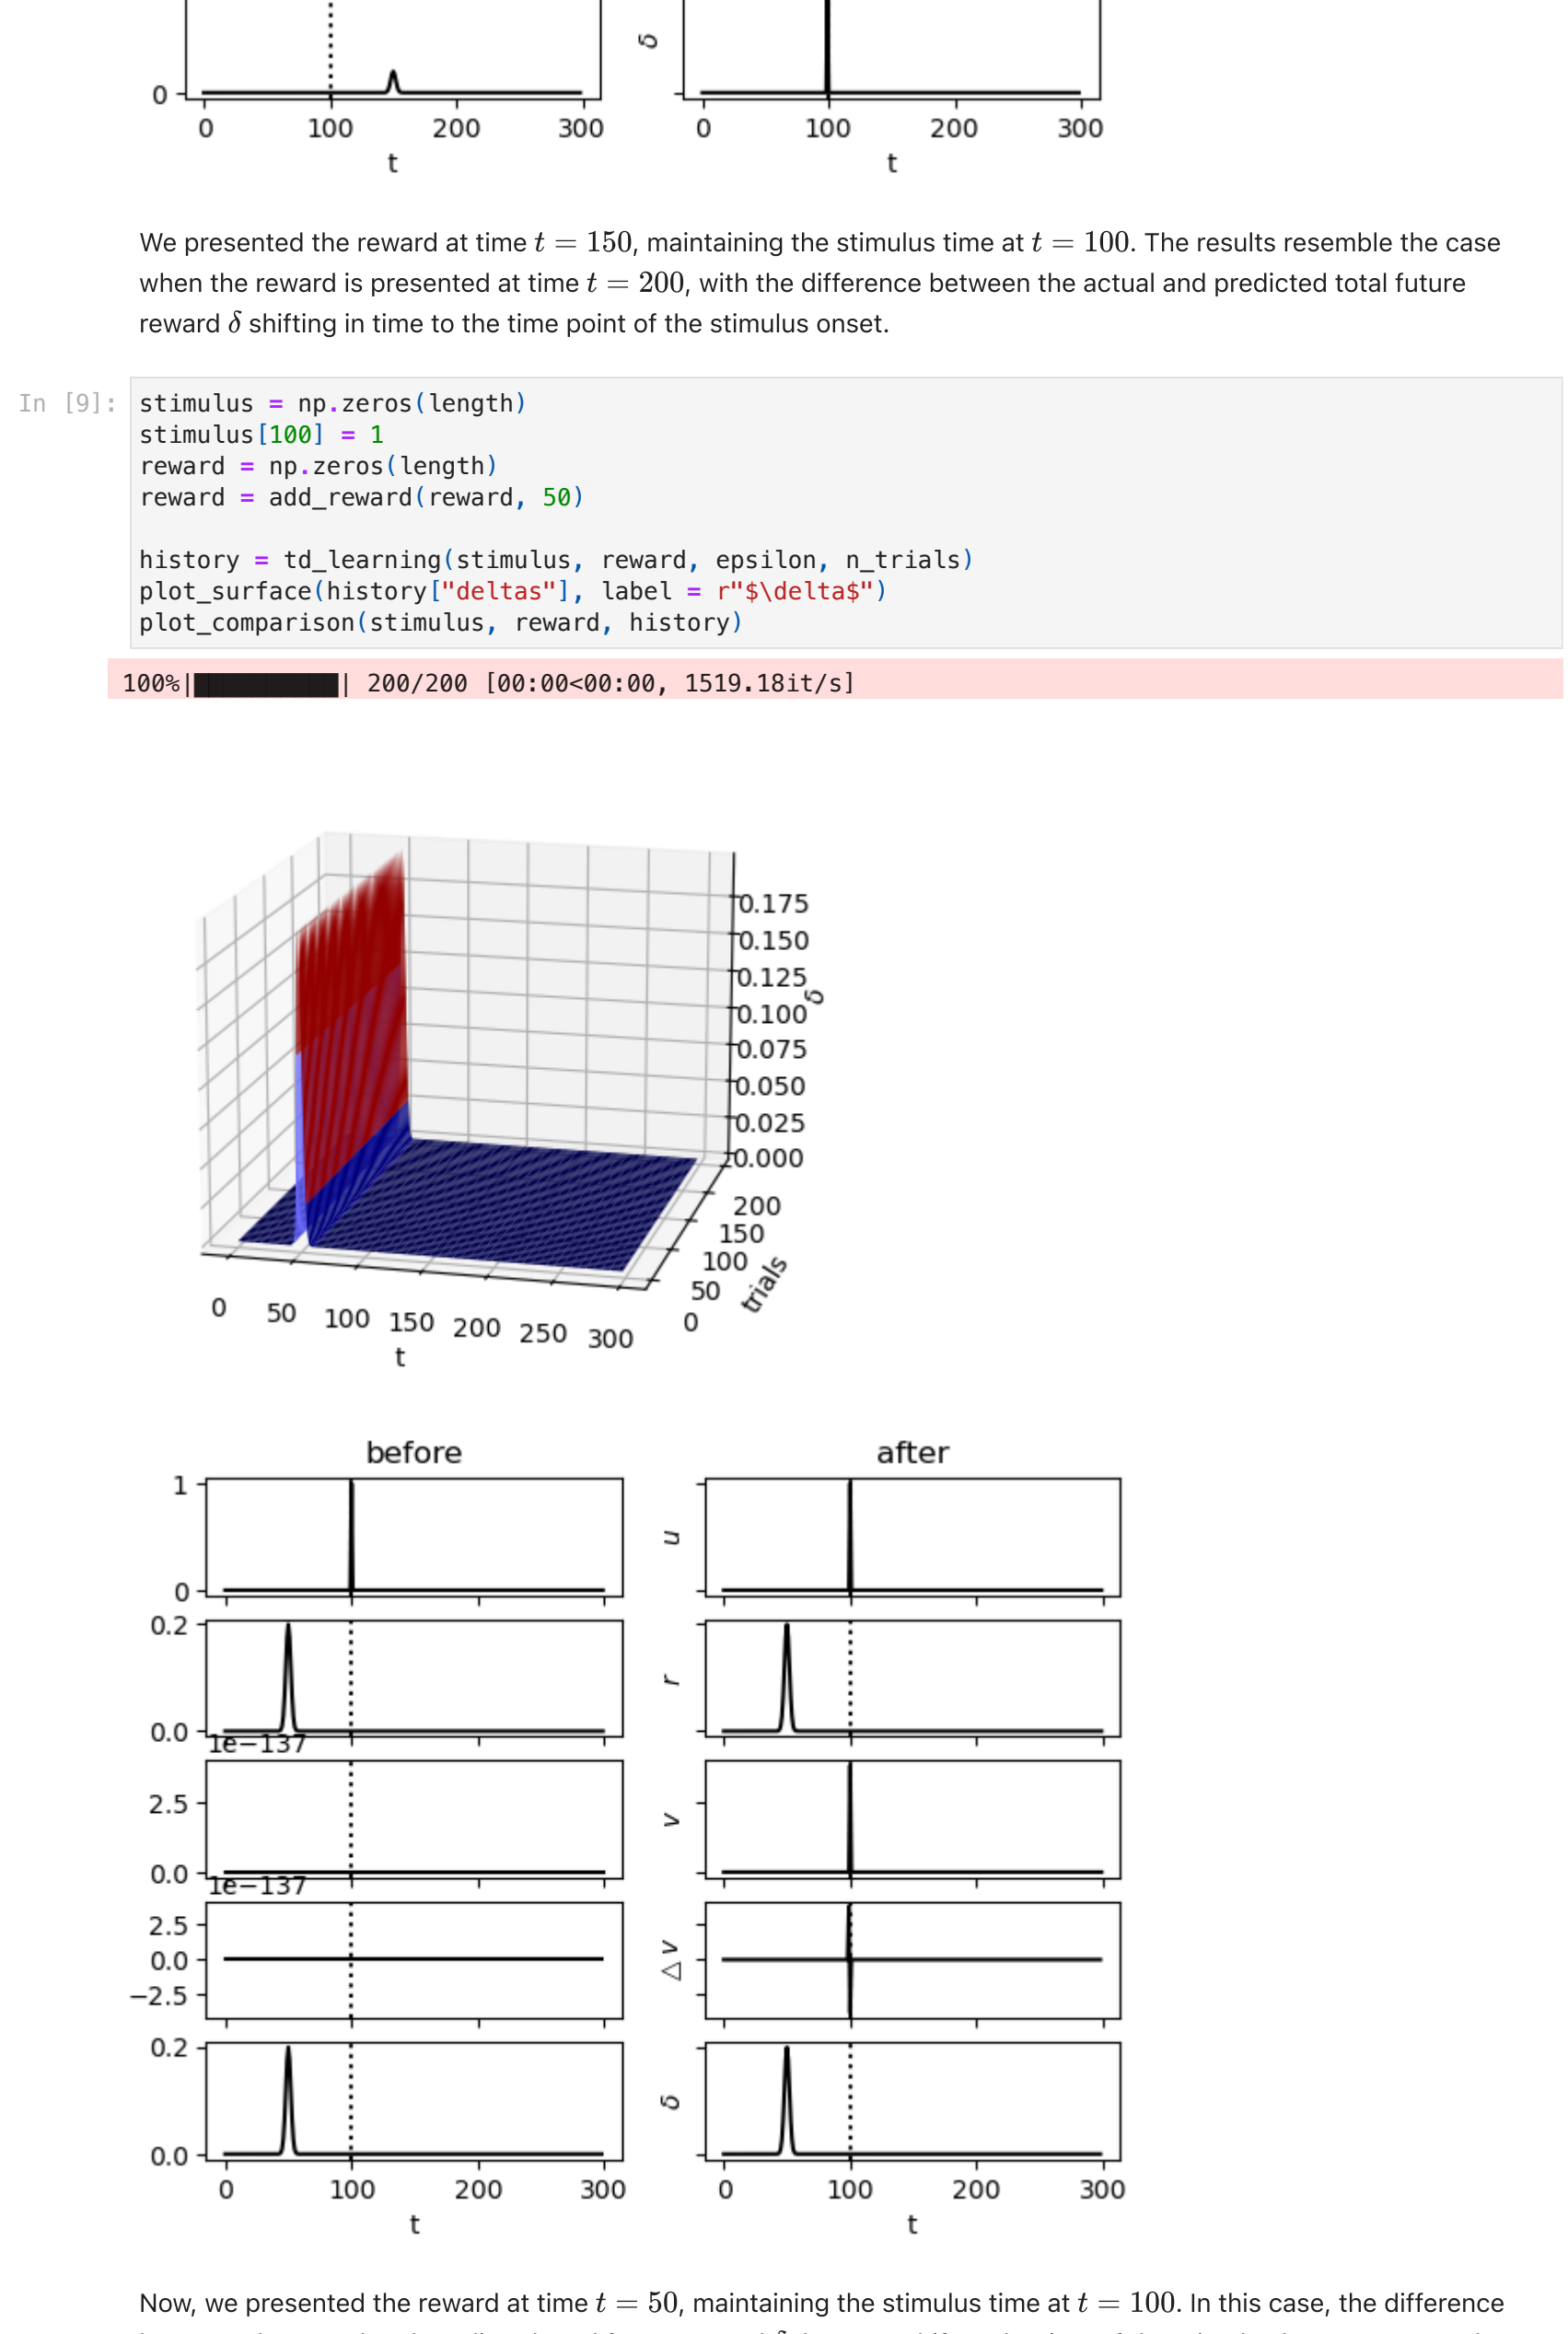 δ
0
0 100 200 300 0 100 200 300
t t
We presented the reward at time t = 150, maintaining the stimulus time at t = 100. The results resemble the case
when the reward is presented at time t = 200, with the difference between the actual and predicted total future
reward δ shifting in time to the time point of the stimulus onset.
In [9]: stimulus = np.zeros(length)
stimulus[100] = 1
reward = np.zeros(length)
reward = add_reward(reward, 50)
history = td_learning(stimulus, reward, epsilon, n_trials)
plot_surface(history["deltas"], label = r"$\delta$")
plot_comparison(stimulus, reward, history)
100%|██████████| 200/200 [00:00<00:00, 1519.18it/s]
0.175
0.150
0.125
δ
0.100
0.075
0.050
0.025
0.000
200
150
100
50
0
trials
0 50 100 150 200 250 300
t
before after
1
u
0
0.2
r
0.0
1e−137
2.5
v
0.0
1e−137
2.5
0.0
−2.5
△ v
0.2
δ
0.0
0 100 200 300 0 100 200 300
t t
Now, we presented the reward at time t = 50, maintaining the stimulus time at t = 100. In this case, the difference